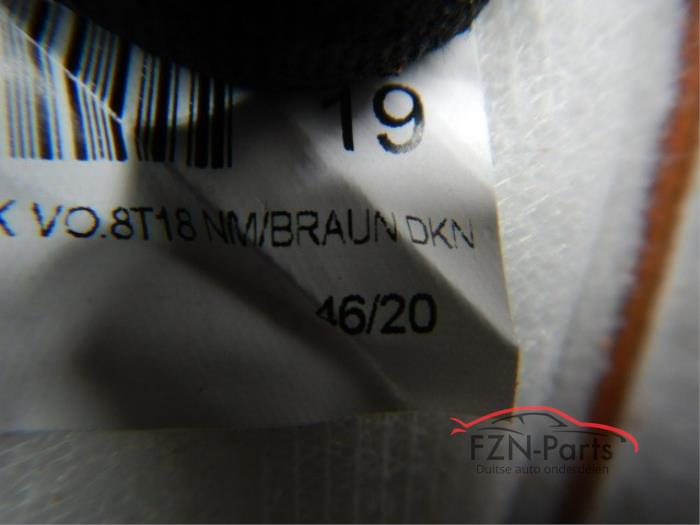 19
K VO.8T18 NM/BRAUN DKN
46/20
FZN-Parts
Duitse auto onderdelen